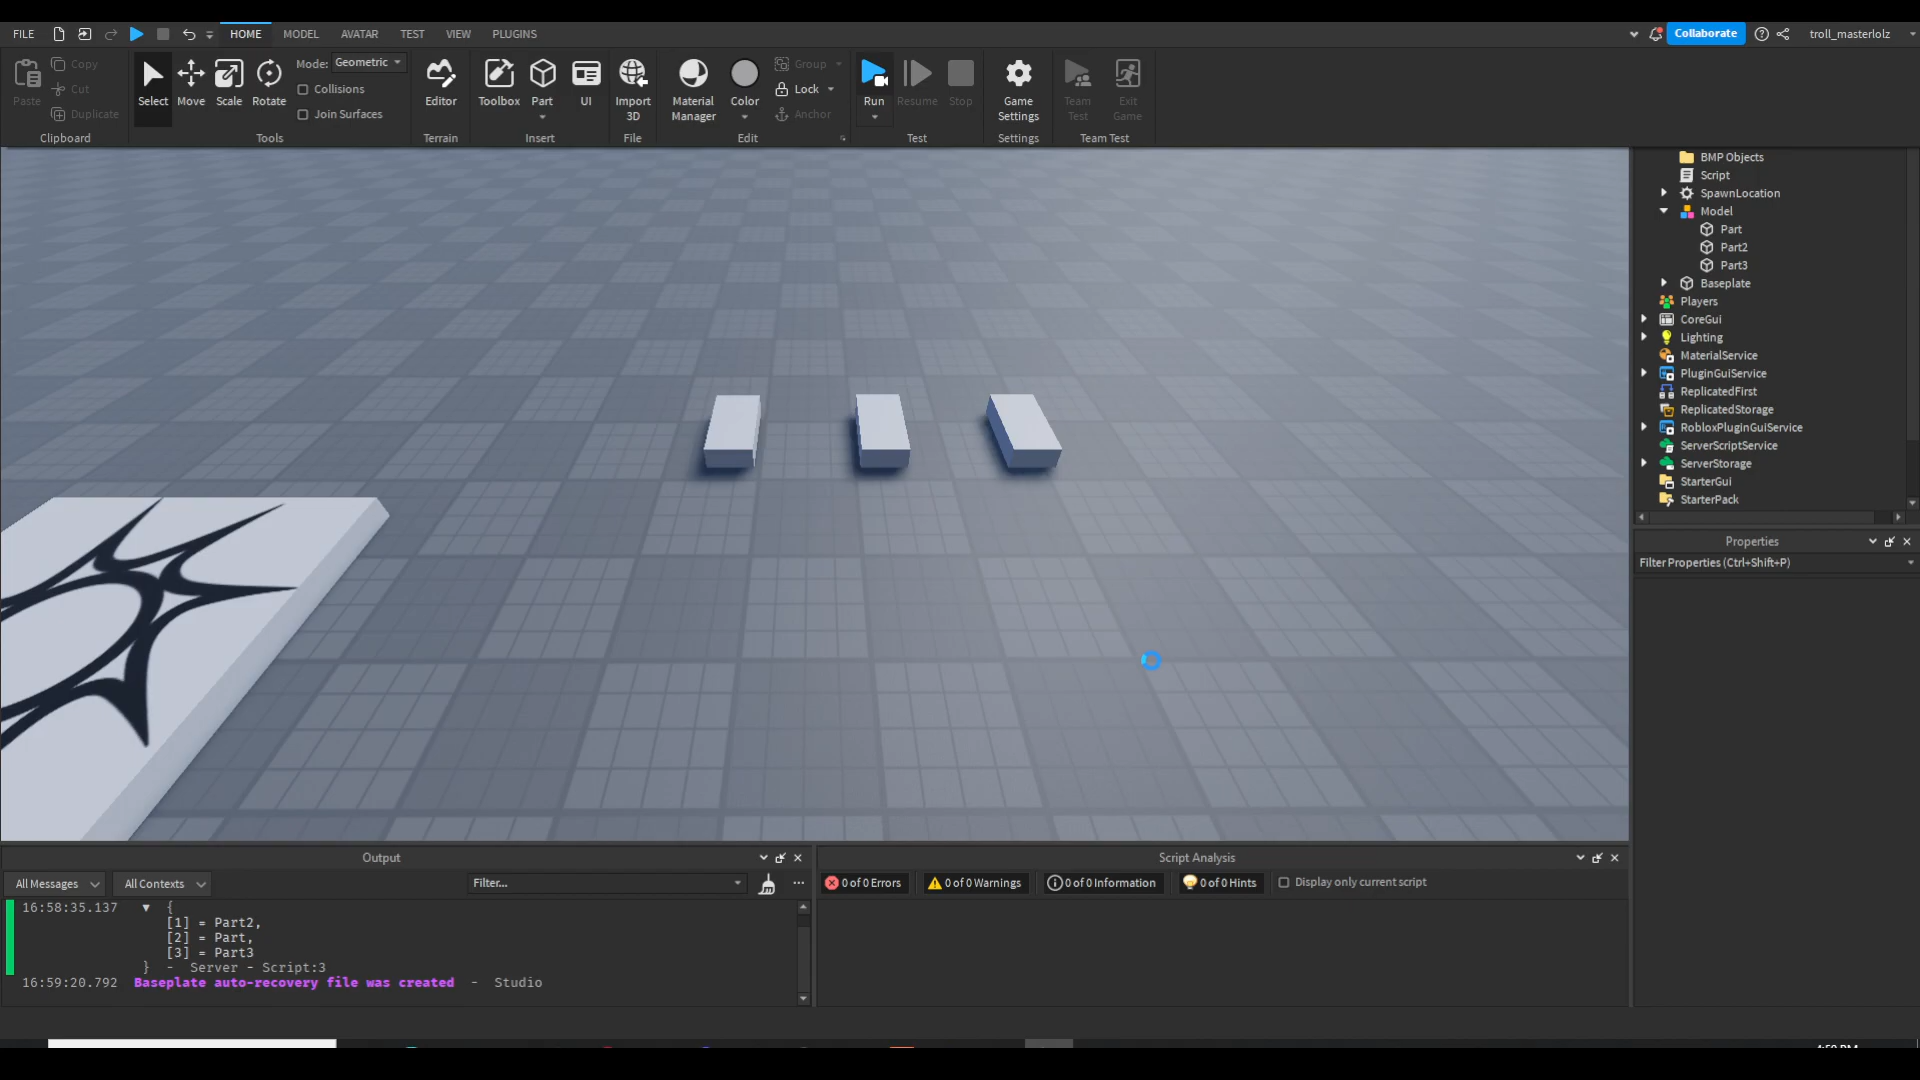 FILE HOME MODEL AVATAR TEST VIEW PLUGINS Collaborate troll_masterlolz
Paste Copy Cut Duplicate Clipboard
Select Move Scale Rotate Mode: Geometric Collisions Join Surfaces Tools
Editor Terrain
Toolbox Part UI Insert
Import 3D File
Material Manager Color Group Lock Anchor Edit
Run Resume Stop Test
Game Settings Settings
Team Test Exit Game Team Test
BMP Objects
Script
SpawnLocation
Model
Part
Part2
Part3
Baseplate
Players
CoreGui
Lighting
MaterialService
PluginGuiService
ReplicatedFirst
ReplicatedStorage
RobloxPluginGuiService
ServerScriptService
ServerStorage
StarterGui
StarterPack
Properties
Filter Properties (Ctrl+Shift+P)
Output
All Messages All Contexts Filter...
16:58:35.137 ▼ {
[1] = Part2,
[2] = Part,
[3] = Part3
} - Server - Script:3
16:59:20.792 Baseplate auto-recovery file was created - Studio
Script Analysis
0 of 0 Errors 0 of 0 Warnings 0 of 0 Information 0 of 0 Hints Display only current script